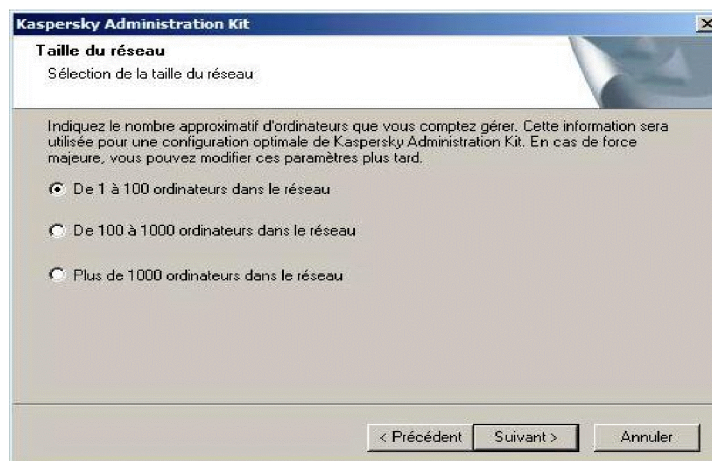 Kaspersky Administration Kit
Taille du réseau
Sélection de la taille du réseau
Indiquez le nombre approximatif d'ordinateurs que vous comptez gérer. Cette information sera
utilisée pour une configuration optimale de Kaspersky Administration Kit. En cas de force
majeure, vous pouvez modifier ces paramètres plus tard.
De 1 à 100 ordinateurs dans le réseau
De 100 à 1000 ordinateurs dans le réseau
Plus de 1000 ordinateurs dans le réseau
< Précédent Suivant > Annuler